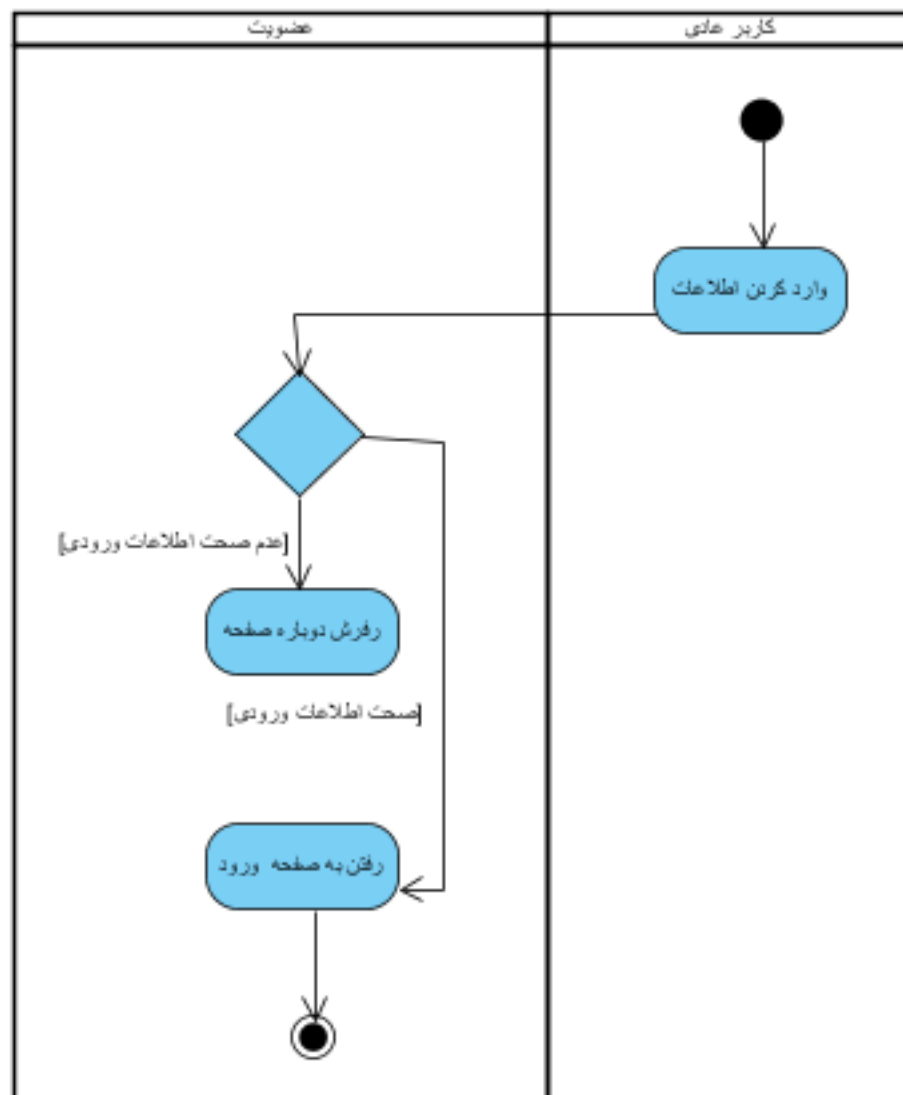 کاربر عادی
عضویت
وارد کردن اطلاعات
[عدم صحت اطلاعات ورودی]
رفرش دوباره صفحه
[صحت اطلاعات ورودی]
رفتن به صفحه ورود